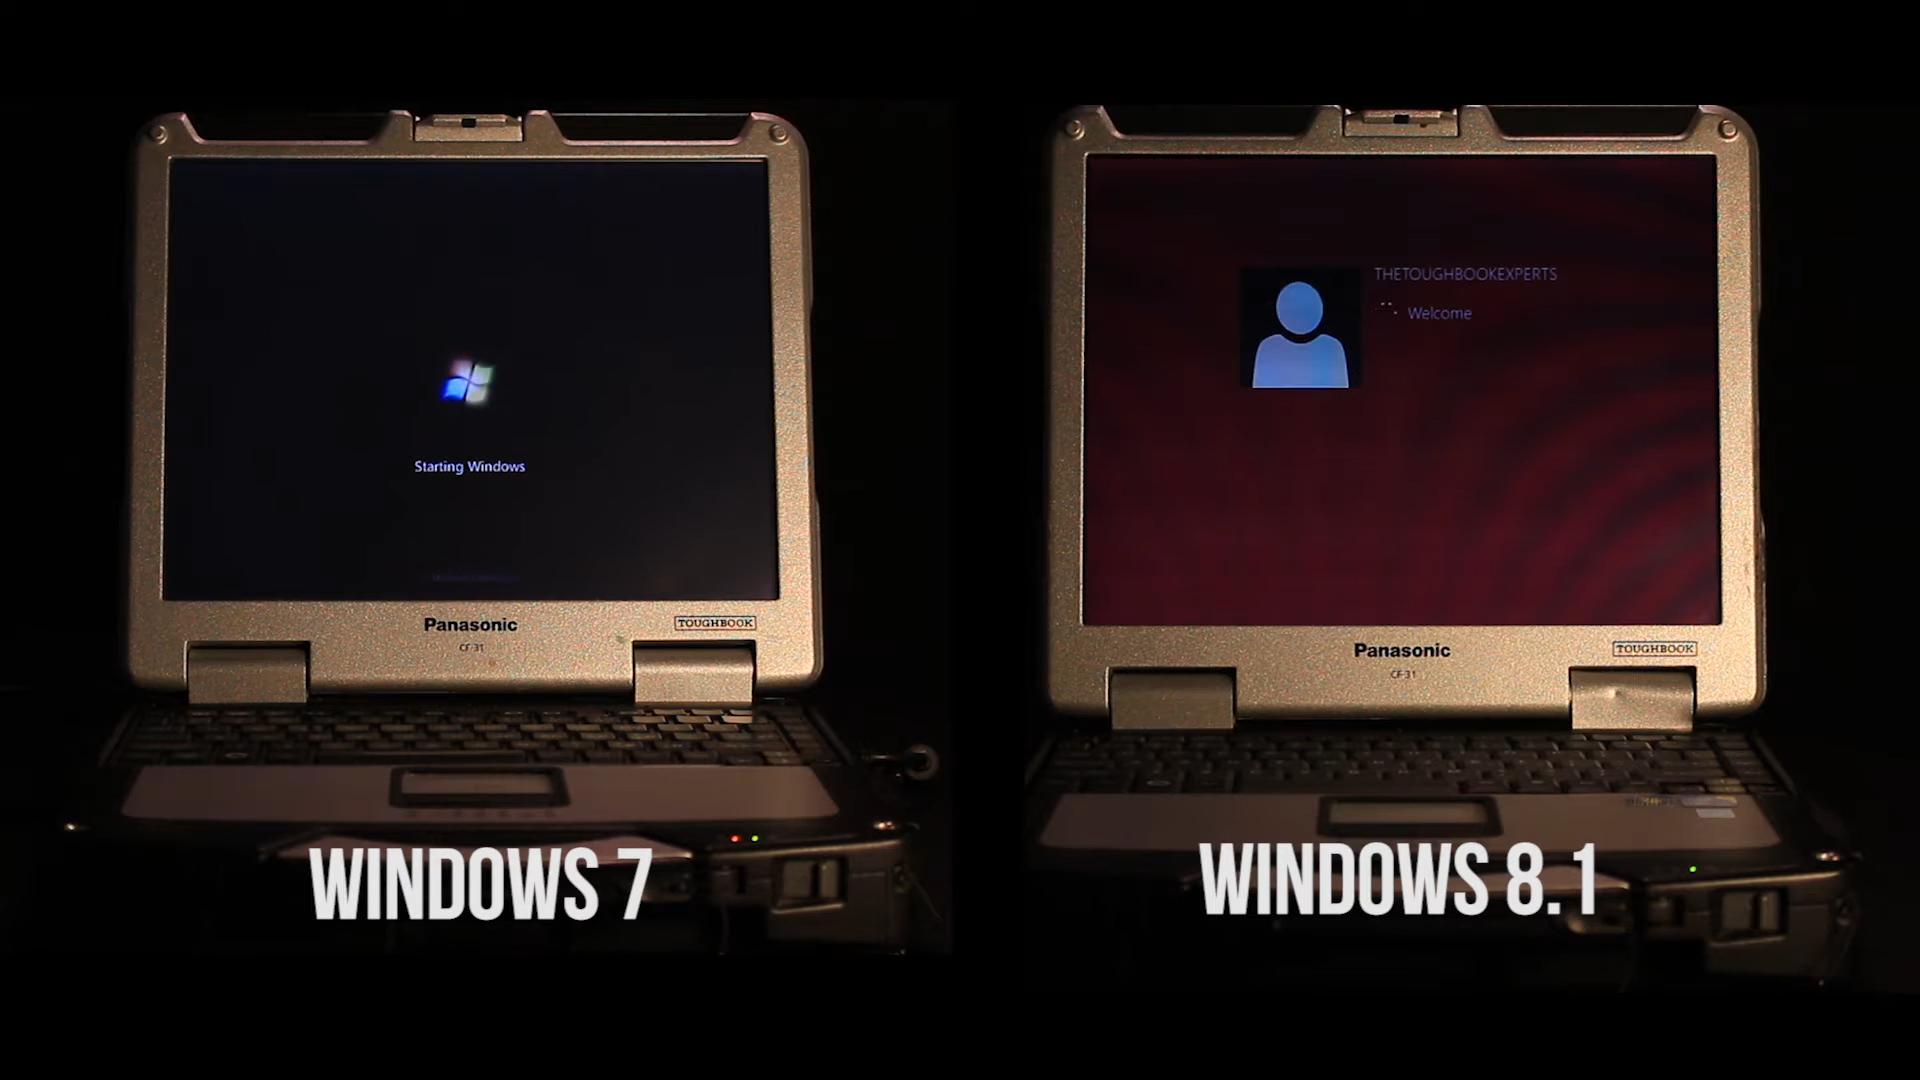 Starting Windows
Panasonic
TOUGHBOOK
CF-31
WINDOWS 7
THETOUGHBOOKEXPERTS
Welcome
Panasonic
TOUGHBOOK
CF-31
WINDOWS 8.1